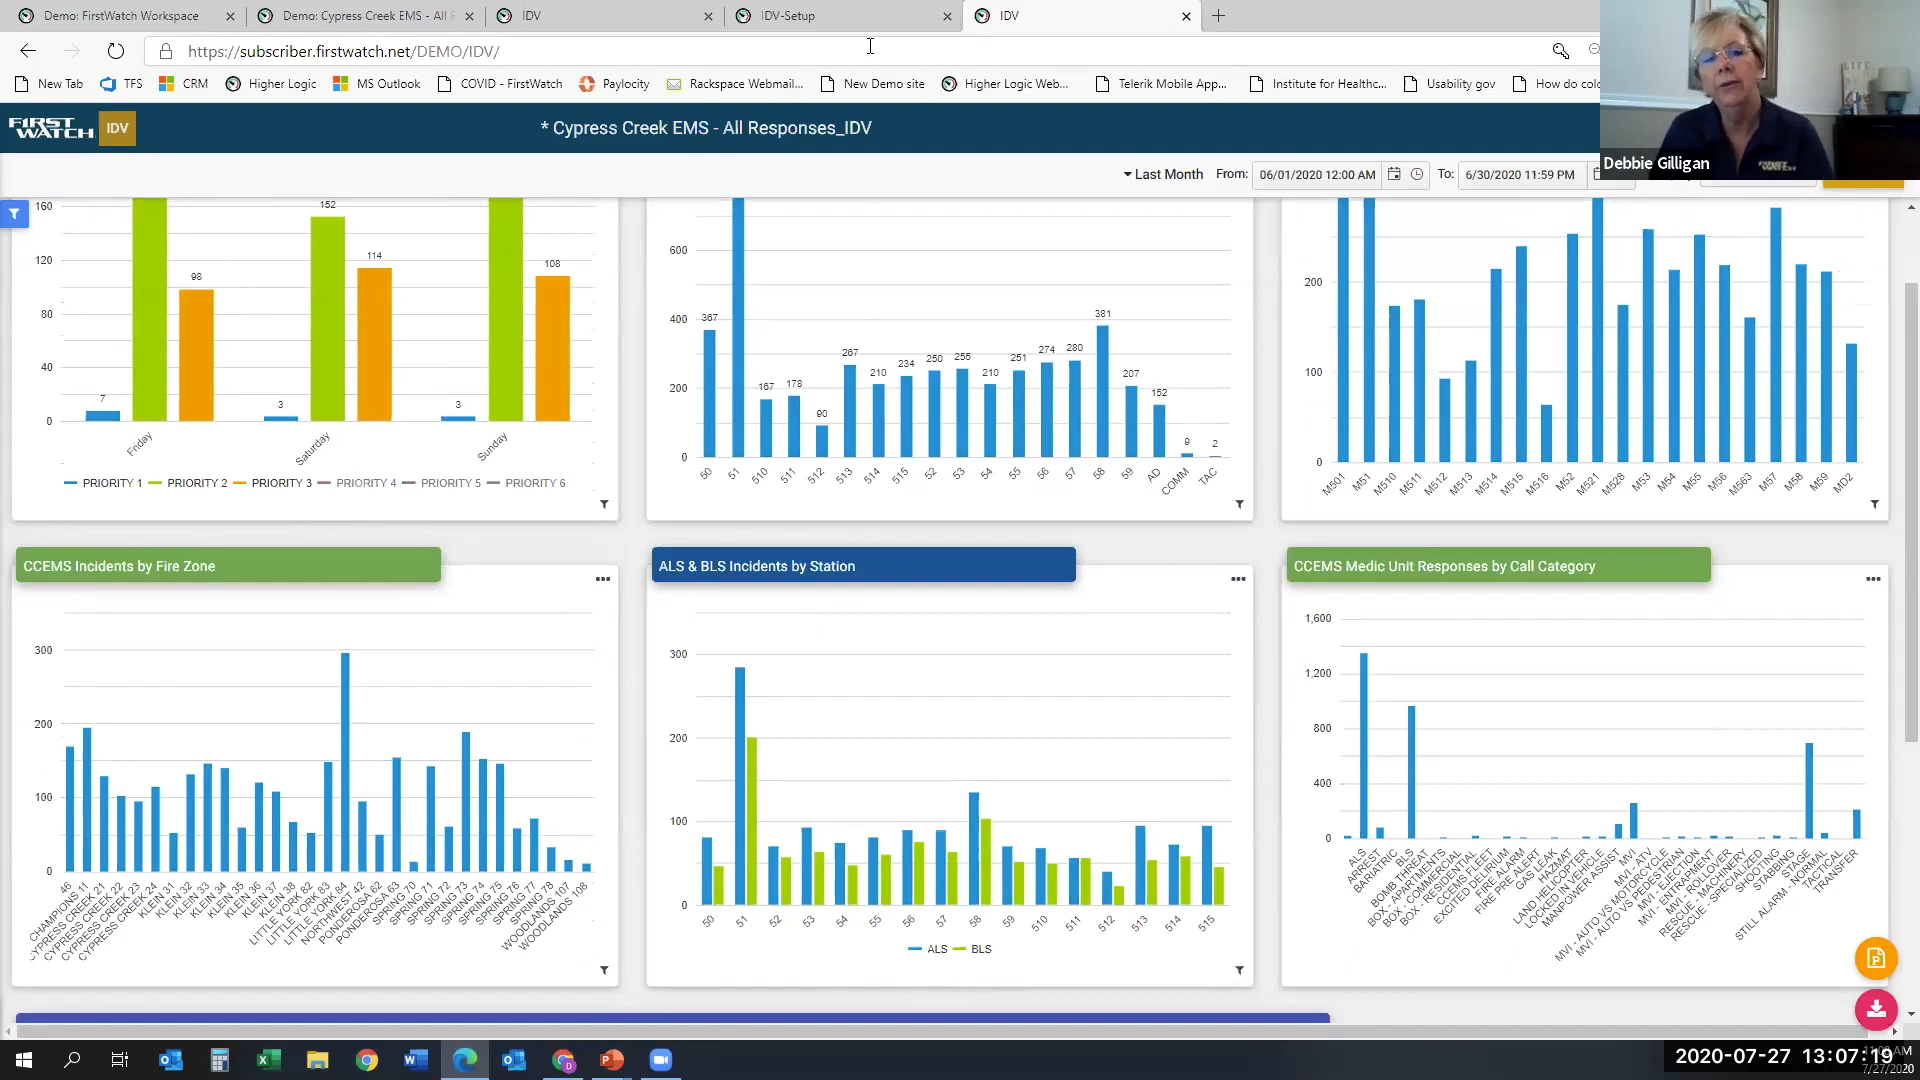 Demo: FirstWatch Workspace
Demo: Cypress Creek EMS - All R
IDV
IDV-Setup
IDV
https://subscriber.firstwatch.net/DEMO/IDV/
New Tab
TFS
CRM
Higher Logic
MS Outlook
COVID - FirstWatch
Paylocity
Rackspace Webmail...
New Demo site
Higher Logic Web...
Telerik Mobile App...
Institute for Healthc...
Usability gov
How do colo
FIRST WATCH
IDV
* Cypress Creek EMS - All Responses_IDV
Debbie Gilligan
Last Month
From:
06/01/2020 12:00 AM
To:
6/30/2020 11:59 PM
160
120
80
40
0
7
98
3
152
114
3
108
Friday
Saturday
Sunday
PRIORITY 1
PRIORITY 2
PRIORITY 3
PRIORITY 4
PRIORITY 5
PRIORITY 6
600
400
200
0
367
167
178
90
267
210
234
250
255
210
251
274
280
381
207
152
9
2
50
51
510
511
512
513
514
515
52
53
54
55
56
57
58
59
AD
COMM
TAC
200
100
0
M501
M51
M510
M511
M512
M513
M514
M515
M516
M52
M521
M528
M53
M54
M55
M56
M563
M57
M58
M59
MD2
CCEMS Incidents by Fire Zone
300
200
100
0
46
CHAMPIONS 11
CYPRESS CREEK 21
CYPRESS CREEK 22
CYPRESS CREEK 23
CYPRESS CREEK 24
KLEIN 31
KLEIN 32
KLEIN 33
KLEIN 34
KLEIN 35
KLEIN 36
KLEIN 37
KLEIN 38
LITTLE YORK 82
LITTLE YORK 83
LITTLE YORK 84
NORTHWEST 42
PONDEROSA 62
PONDEROSA 63
SPRING 70
SPRING 71
SPRING 72
SPRING 73
SPRING 74
SPRING 75
SPRING 76
SPRING 77
SPRING 78
WOODLANDS 107
WOODLANDS 108
ALS & BLS Incidents by Station
300
200
100
0
50
51
52
53
54
55
56
57
58
59
510
511
512
513
514
515
ALS
BLS
CCEMS Medic Unit Responses by Call Category
1,600
1,200
800
400
0
ALS
ARREST
BARIATRIC
BLS
BOMB THREAT
BOX - APARTMENTS
BOX - COMMERCIAL
BOX - RESIDENTIAL
CCEMS FLEET
EXCITED DELIRIUM
FIRE ALARM
FIRE PRE ALERT
GAS LEAK
HAZMAT
LAND HELICOPTER
LOCKED IN VEHICLE
MANPOWER ASSIST
MVI
MVI - ATV
MVI - AUTO VS MOTORCYCLE
MVI - AUTO VS PEDESTRIAN
MVI - EJECTION
MVI - ENTRAPMENT
MVI - ROLLOVER
RESCUE - MACHINERY
RESCUE - SPECIALIZED
SHOOTING
STABBING
STAGE
STILL ALARM - NORMAL
TACTICAL
TRANSFER
2020-07-27 13:07:19
7/27/2020